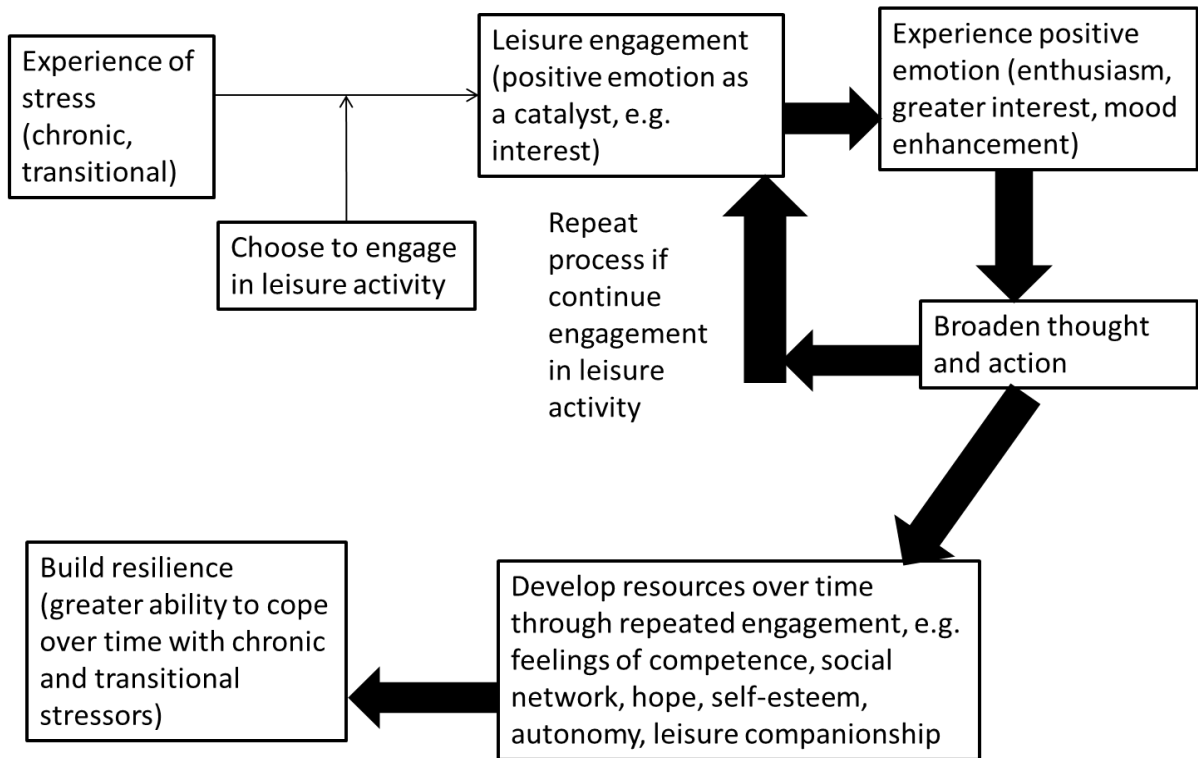 Experience of
stress
(chronic,
transitional)
Choose to engage
in leisure activity
Leisure engagement
(positive emotion as
a catalyst, e.g.
interest)
Experience positive
emotion (enthusiasm,
greater interest, mood
enhancement)
Broaden thought
and action
Repeat
process if
continue
engagement
in leisure
activity
Develop resources over time
through repeated engagement, e.g.
feelings of competence, social
network, hope, self-esteem,
autonomy, leisure companionship
Build resilience
(greater ability to cope
over time with chronic
and transitional
stressors)